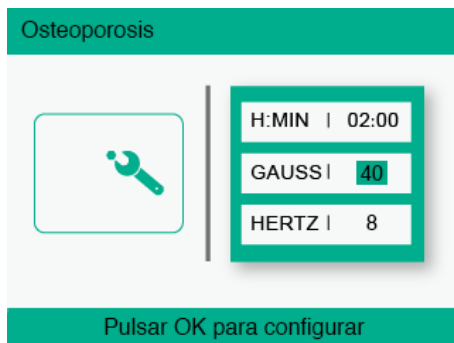 Osteoporosis
H:MIN | 02:00
GAUSS | 40
HERTZ | 8
Pulsar OK para configurar